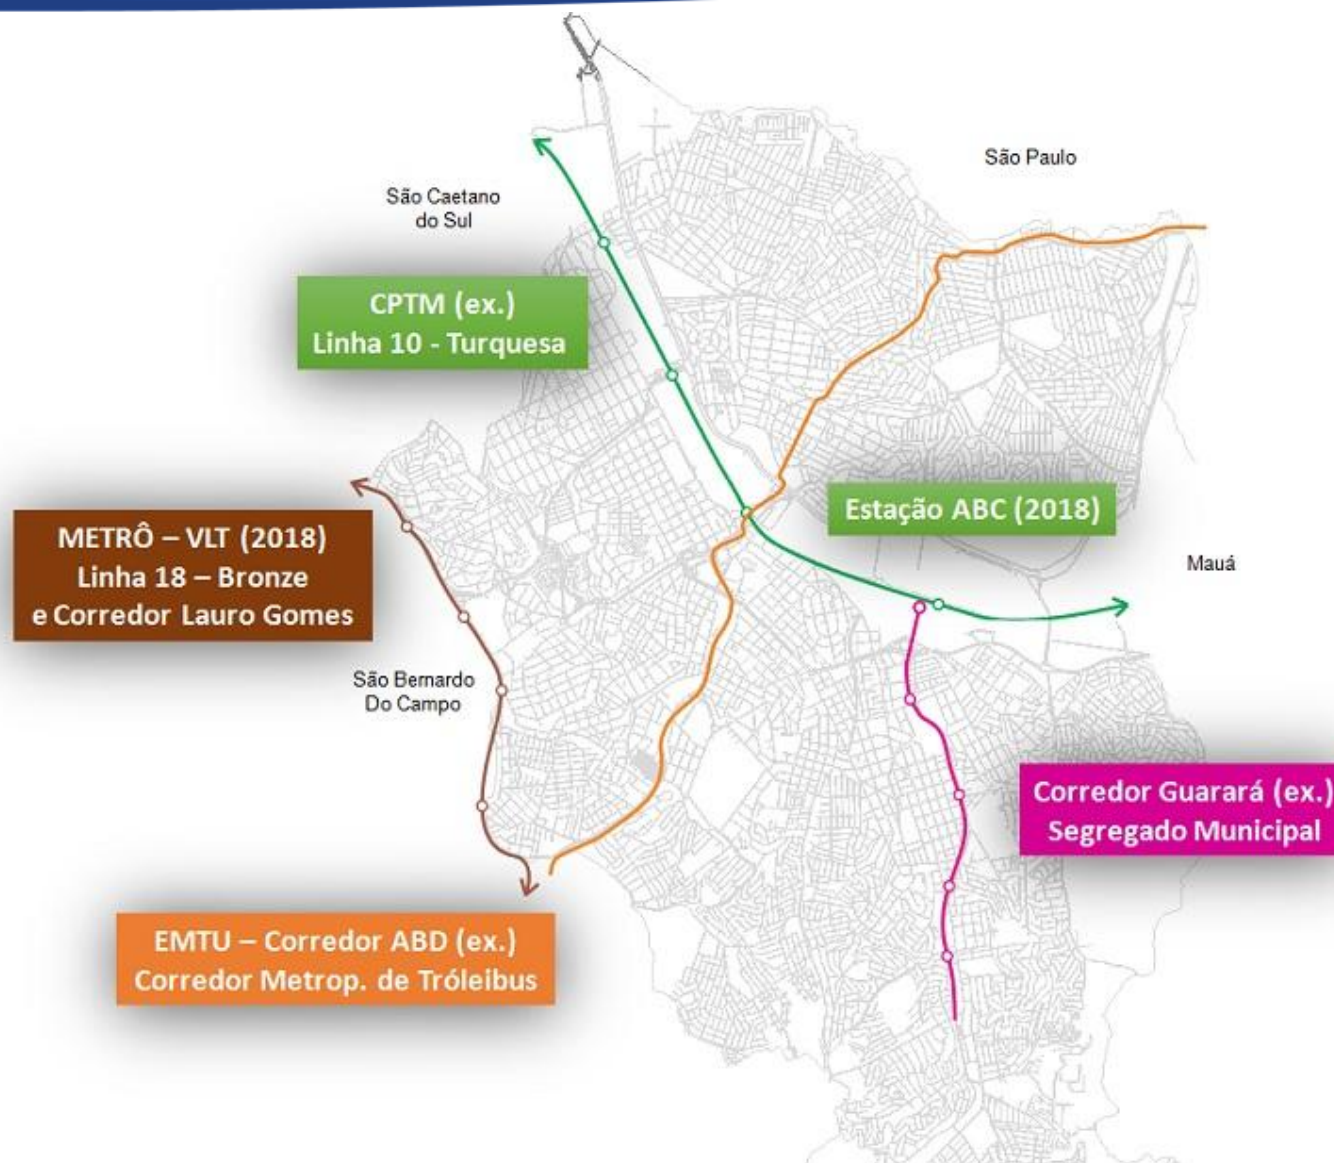 São Paulo
São Caetano
do Sul
CPTM (ex.)
Linha 10 - Turquesa
Estação ABC (2018)
METRÔ – VLT (2018)
Linha 18 – Bronze
e Corredor Lauro Gomes
Mauá
São Bernardo
Do Campo
Corredor Guarará (ex.)
Segregado Municipal
EMTU – Corredor ABD (ex.)
Corredor Metrop. de Tróleibus